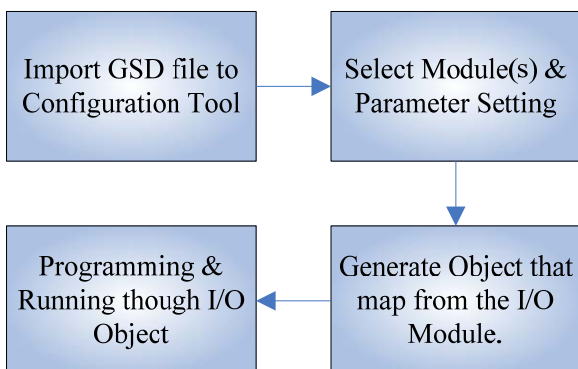 Import GSD file to
Configuration Tool
Select Module(s) &
Parameter Setting
Generate Object that
map from the I/O
Module.
Programming &
Running though I/O
Object